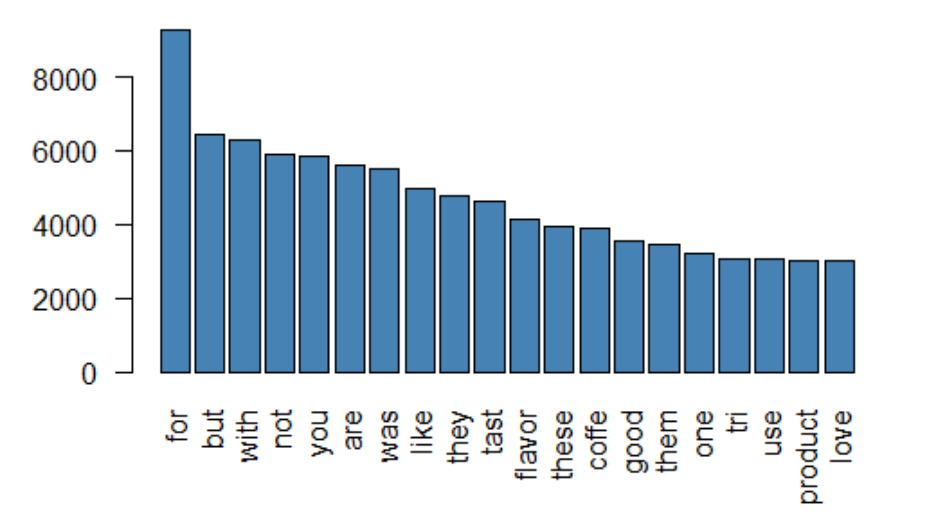 8000
6000
4000
2000
0
for
but
with
not
you
are
was
like
they
tast
flavor
these
coffe
good
them
one
tri
use
product
love